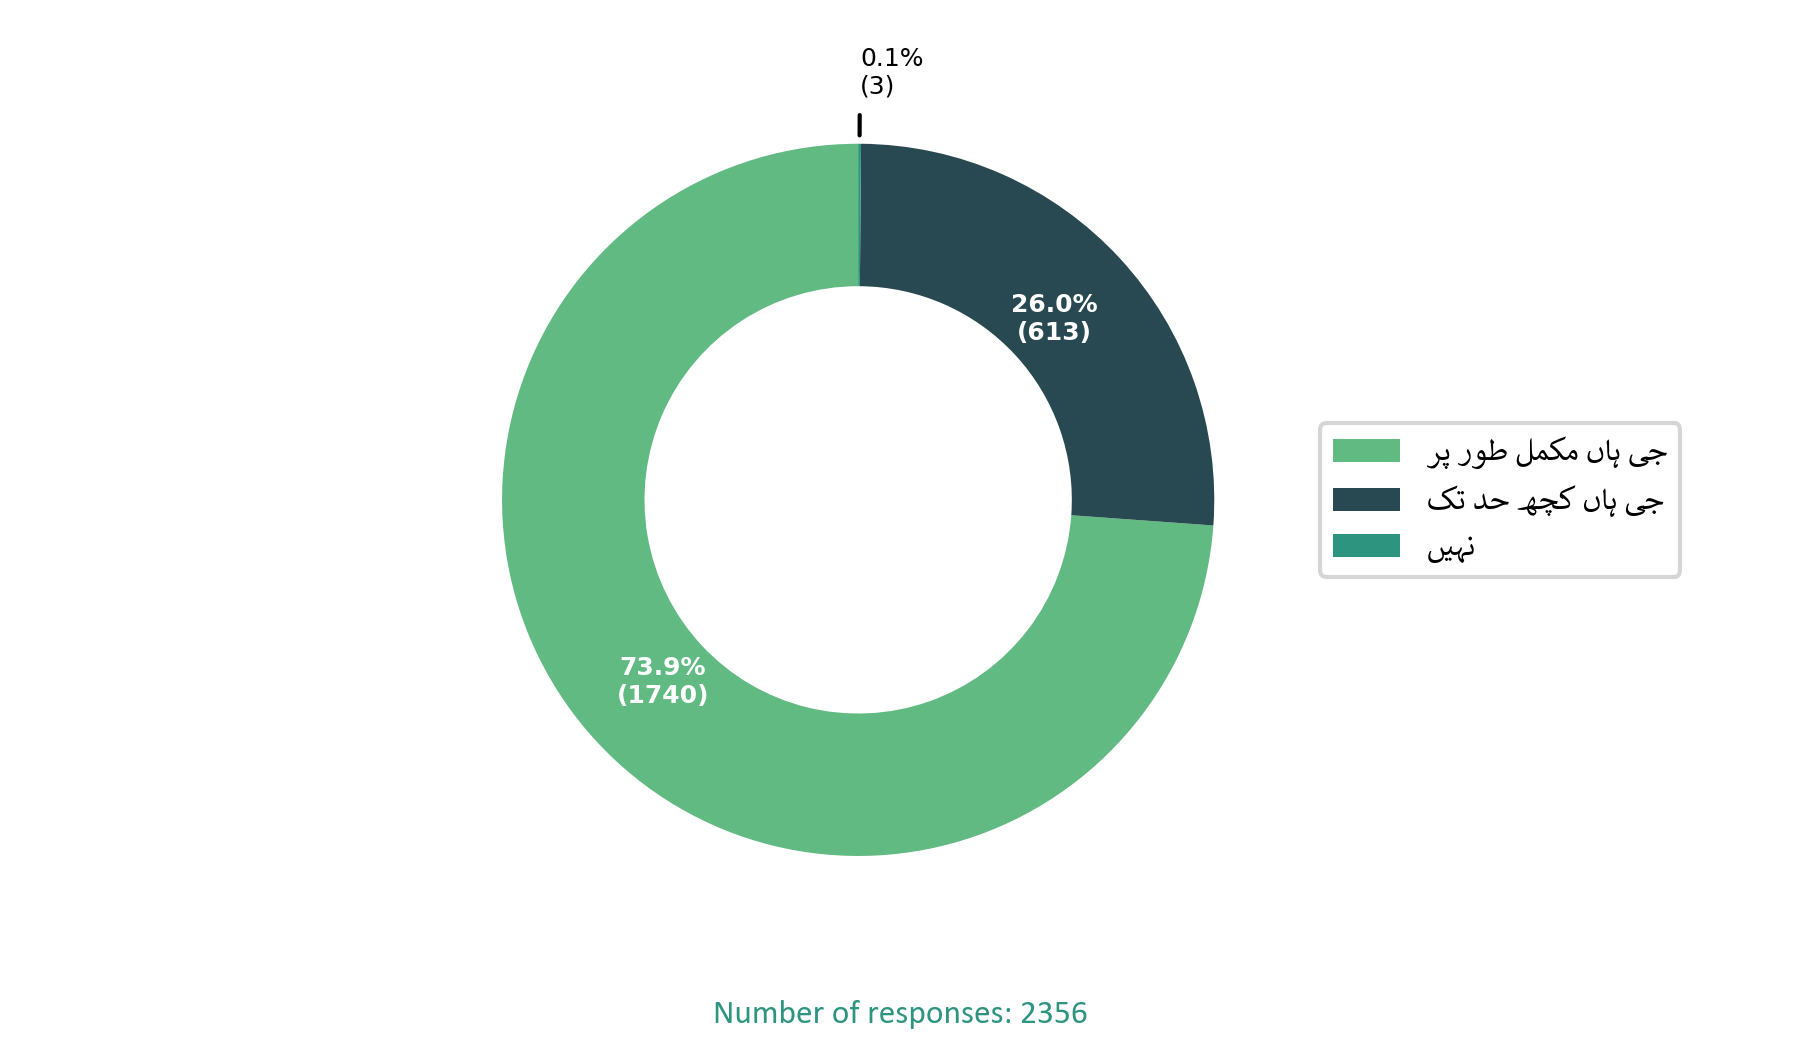 0.1%
(3)
26.0%
(613)
جی ہاں مکمل طور پر
جی ہاں کچھ حد تک
نہیں
73.9%
(1740)
Number of responses: 2356